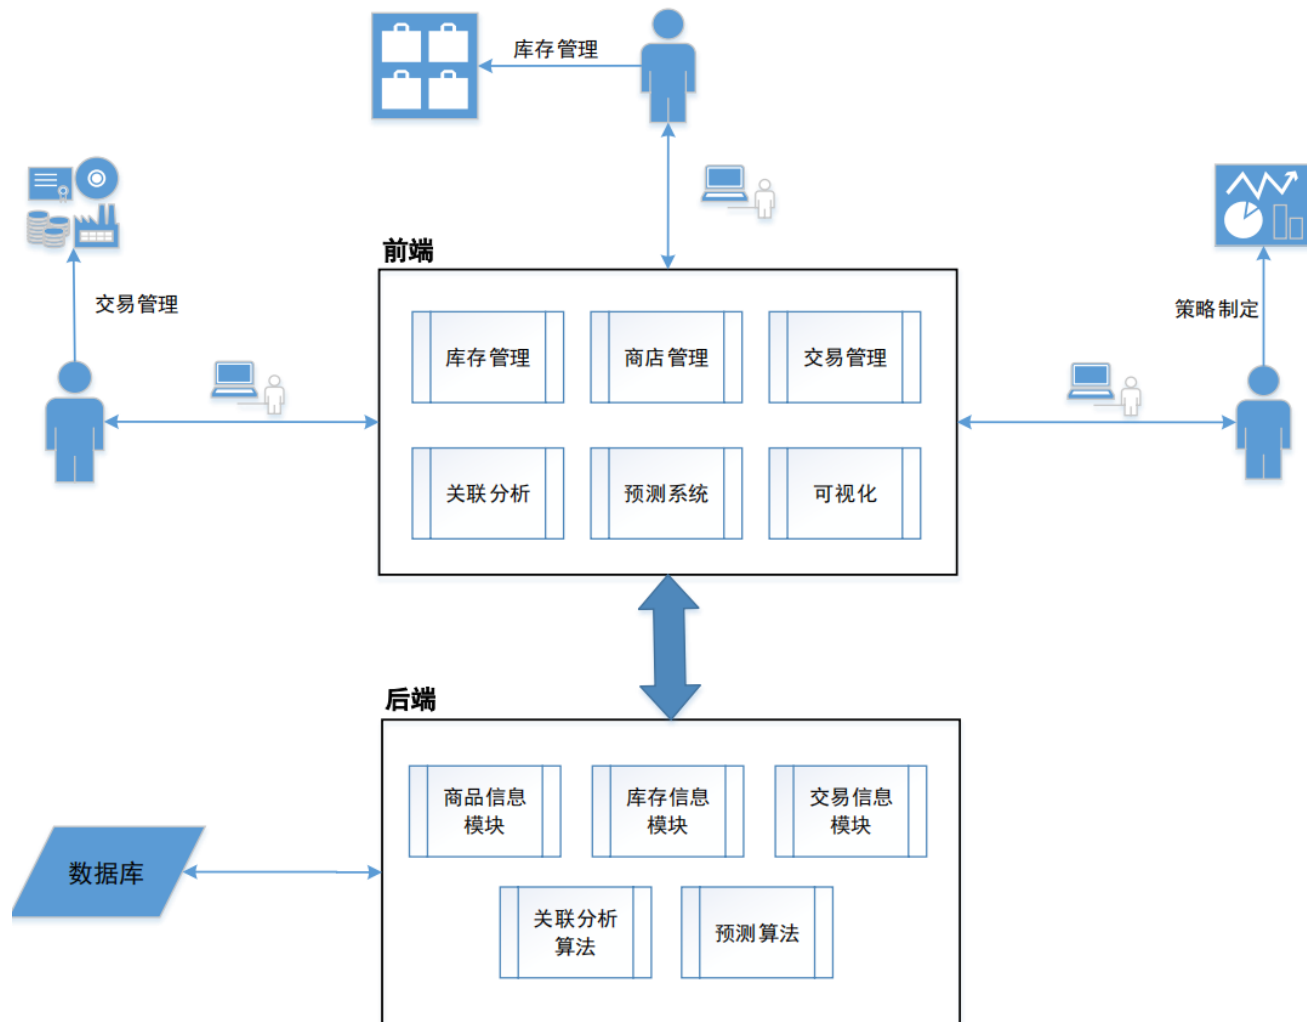 库存管理
前端
交易管理
策略制定
库存管理
商店管理
交易管理
关联分析
预测系统
可视化
后端
商品信息
模块
库存信息
模块
交易信息
模块
数据库
关联分析
算法
预测算法